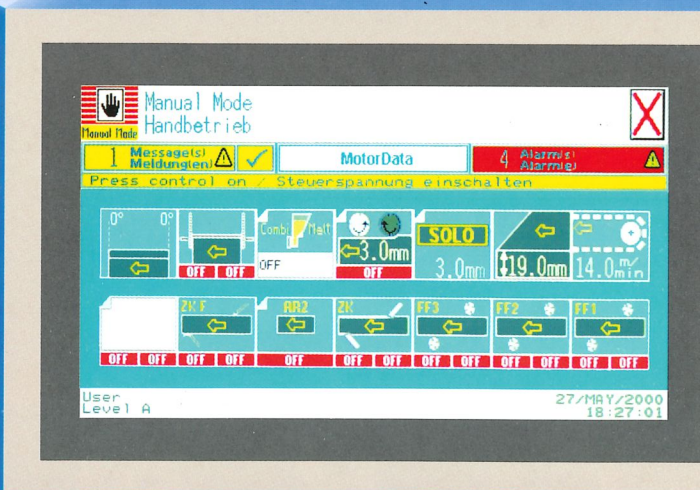 Manual Mode
Handbetrieb
Manual Mode
1 Message(s)
Meldung(en)
MotorData
4 Alarm(s)
Alarm(e)
Press control on / Steuerspannung einschalten
0° 0°
OFF OFF
Combi Melt
OFF
3.0mm
OFF
SOLO
3.0mm
19.0mm
14.0 m/min
OFF OFF
ZK F
OFF OFF
AR2
OFF
ZK
OFF OFF
FF3
OFF OFF
FF2
OFF OFF
FF1
OFF OFF
User
Level A
27/MAY/2000
18:27:01